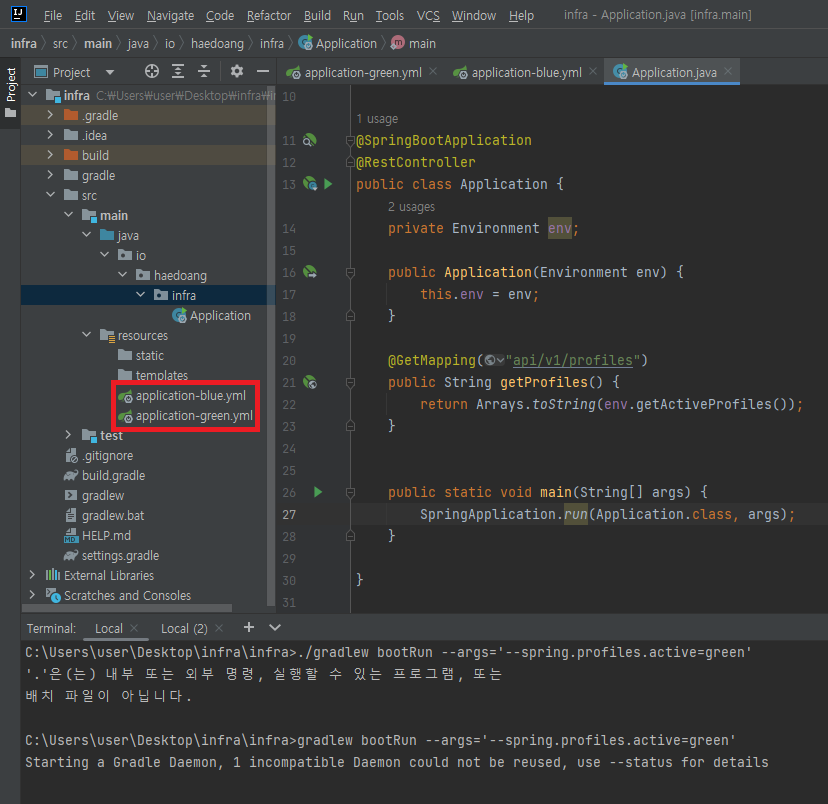 File Edit View Navigate Code Refactor Build Run Tools VCS Window Help infra - Application.java [infra.main]
infra src main java io haedoang infra Application main
Project
Project
application-green.yml application-blue.yml Application.java
infra C:₩Users₩user₩Desktop₩infra₩in
.gradle
.idea
build
gradle
src
main
java
io
haedoang
infra
Application
resources
static
templates
application-blue.yml
application-green.yml
test
.gitignore
build.gradle
gradlew
gradlew.bat
HELP.md
settings.gradle
External Libraries
Scratches and Consoles
10
1 usage
11 @SpringBootApplication
12 @RestController
13 public class Application {
2 usages
14 private Environment env;
15
16 public Application(Environment env) {
17 this.env = env;
18 }
19
20 @GetMapping("api/v1/profiles")
21 public String getProfiles() {
22 return Arrays.toString(env.getActiveProfiles());
23 }
24
25
26 public static void main(String[] args) {
27 SpringApplication.run(Application.class, args);
28 }
29
30 }
31
Terminal: Local Local (2)
C:\Users\user\Desktop\infra\infra>./gradlew bootRun --args='--spring.profiles.active=green'
'.'은(는) 내부 또는 외부 명령, 실행할 수 있는 프로그램, 또는
배치 파일이 아닙니다.
C:\Users\user\Desktop\infra\infra>gradlew bootRun --args='--spring.profiles.active=green'
Starting a Gradle Daemon, 1 incompatible Daemon could not be reused, use --status for details